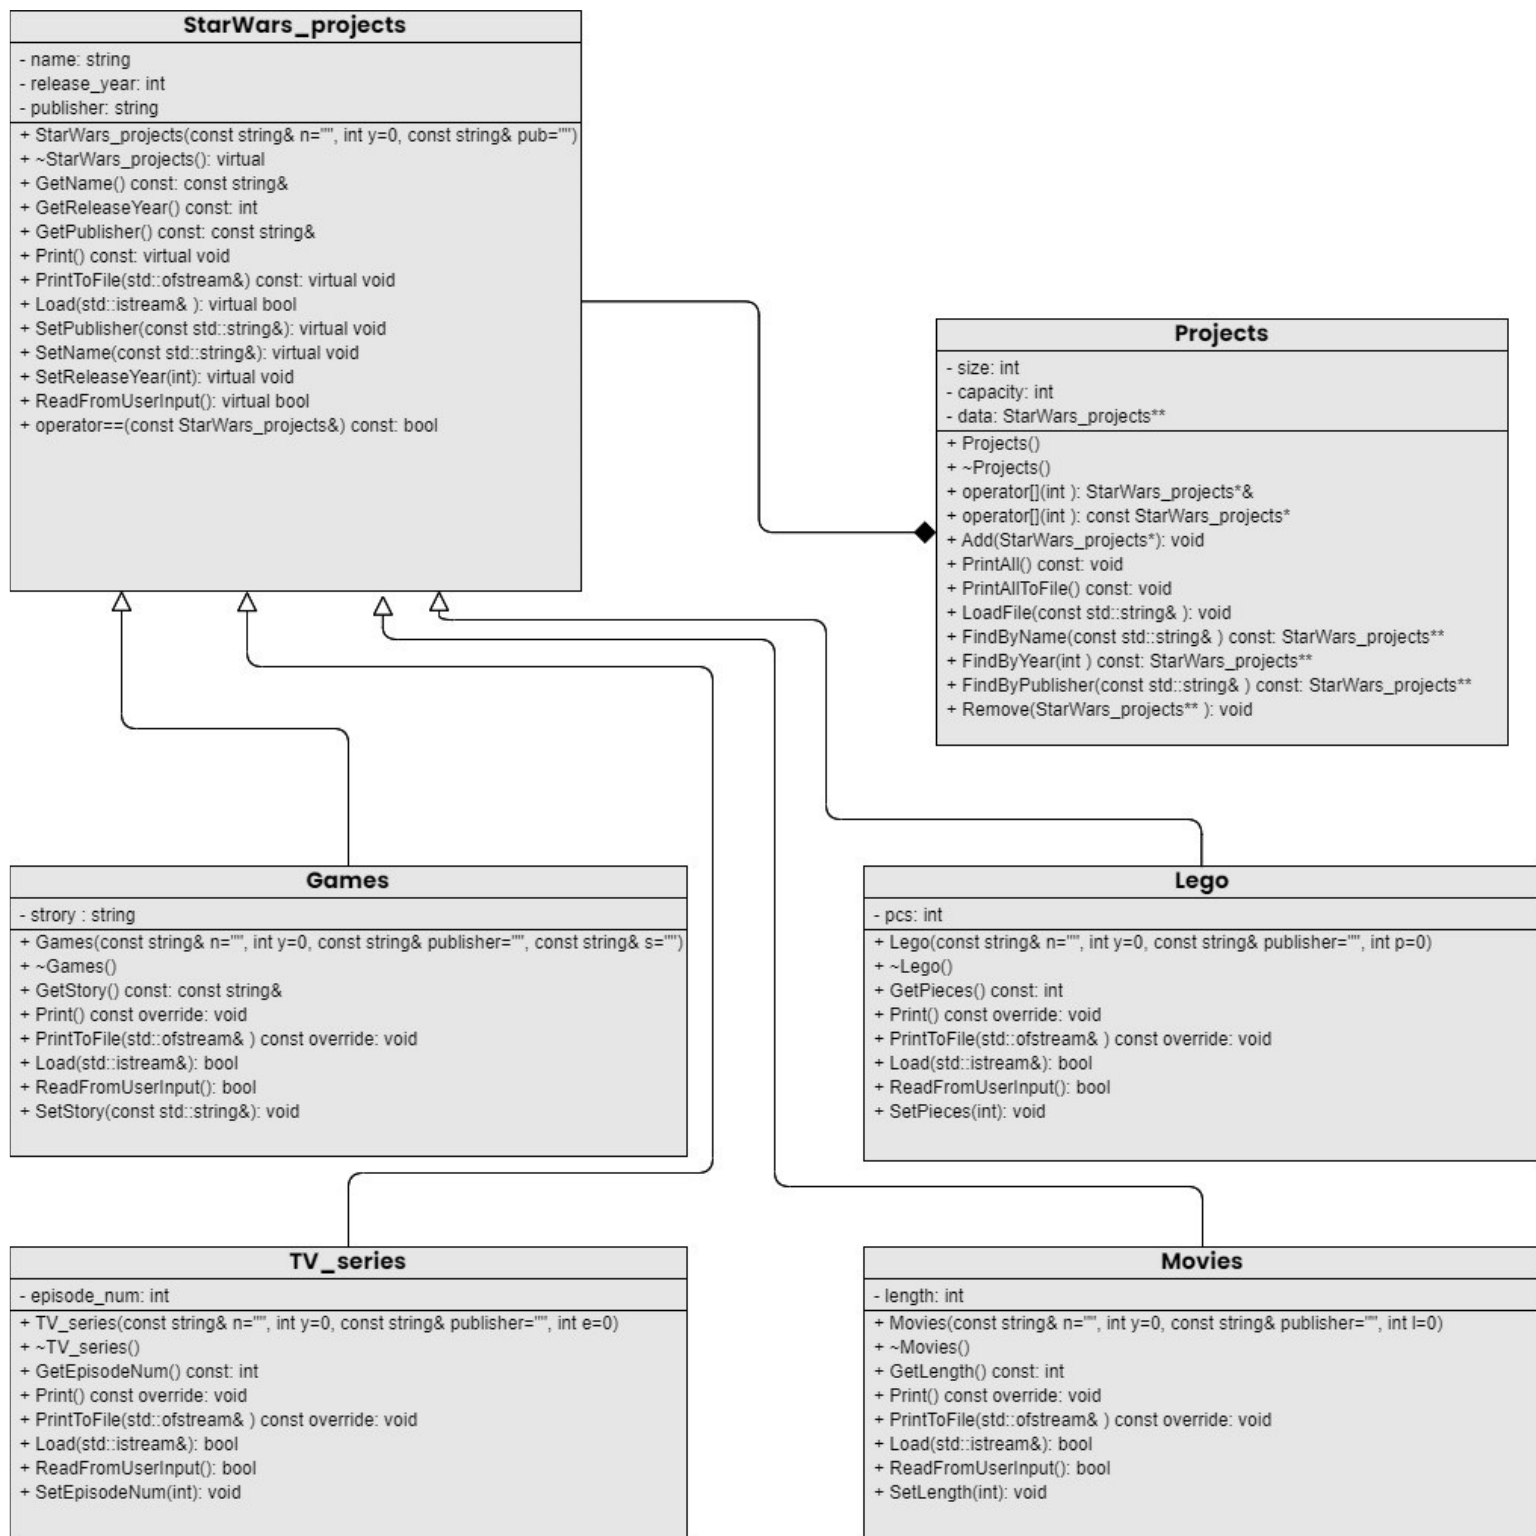 StarWars_projects
- name: string
- release_year: int
- publisher: string
+ StarWars_projects(const string& n="", int y=0, const string& pub="")
+ ~StarWars_projects(): virtual
+ GetName() const: const string&
+ GetReleaseYear() const: int
+ GetPublisher() const: const string&
+ Print() const: virtual void
+ PrintToFile(std::ofstream&) const: virtual void
+ Load(std::istream& ): virtual bool
+ SetPublisher(const std::string&): virtual void
+ SetName(const std::string&): virtual void
+ SetReleaseYear(int): virtual void
+ ReadFromUserInput(): virtual bool
+ operator==(const StarWars_projects&) const: bool
Projects
- size: int
- capacity: int
- data: StarWars_projects**
+ Projects()
+ ~Projects()
+ operator[](int ): StarWars_projects*&
+ operator[](int ): const StarWars_projects*
+ Add(StarWars_projects*): void
+ PrintAll() const: void
+ PrintAllToFile() const: void
+ LoadFile(const std::string& ): void
+ FindByName(const std::string& ) const: StarWars_projects**
+ FindByYear(int ) const: StarWars_projects**
+ FindByPublisher(const std::string& ) const: StarWars_projects**
+ Remove(StarWars_projects** ): void
Games
- strory : string
+ Games(const string& n="", int y=0, const string& publisher="", const string& s="")
+ ~Games()
+ GetStory() const: const string&
+ Print() const override: void
+ PrintToFile(std::ofstream& ) const override: void
+ Load(std::istream&): bool
+ ReadFromUserInput(): bool
+ SetStory(const std::string&): void
Lego
- pcs: int
+ Lego(const string& n="", int y=0, const string& publisher="", int p=0)
+ ~Lego()
+ GetPieces() const: int
+ Print() const override: void
+ PrintToFile(std::ofstream& ) const override: void
+ Load(std::istream&): bool
+ ReadFromUserInput(): bool
+ SetPieces(int): void
TV_series
- episode_num: int
+ TV_series(const string& n="", int y=0, const string& publisher="", int e=0)
+ ~TV_series()
+ GetEpisodeNum() const: int
+ Print() const override: void
+ PrintToFile(std::ofstream& ) const override: void
+ Load(std::istream&): bool
+ ReadFromUserInput(): bool
+ SetEpisodeNum(int): void
Movies
- length: int
+ Movies(const string& n="", int y=0, const string& publisher="", int l=0)
+ ~Movies()
+ GetLength() const: int
+ Print() const override: void
+ PrintToFile(std::ofstream& ) const override: void
+ Load(std::istream&): bool
+ ReadFromUserInput(): bool
+ SetLength(int): void